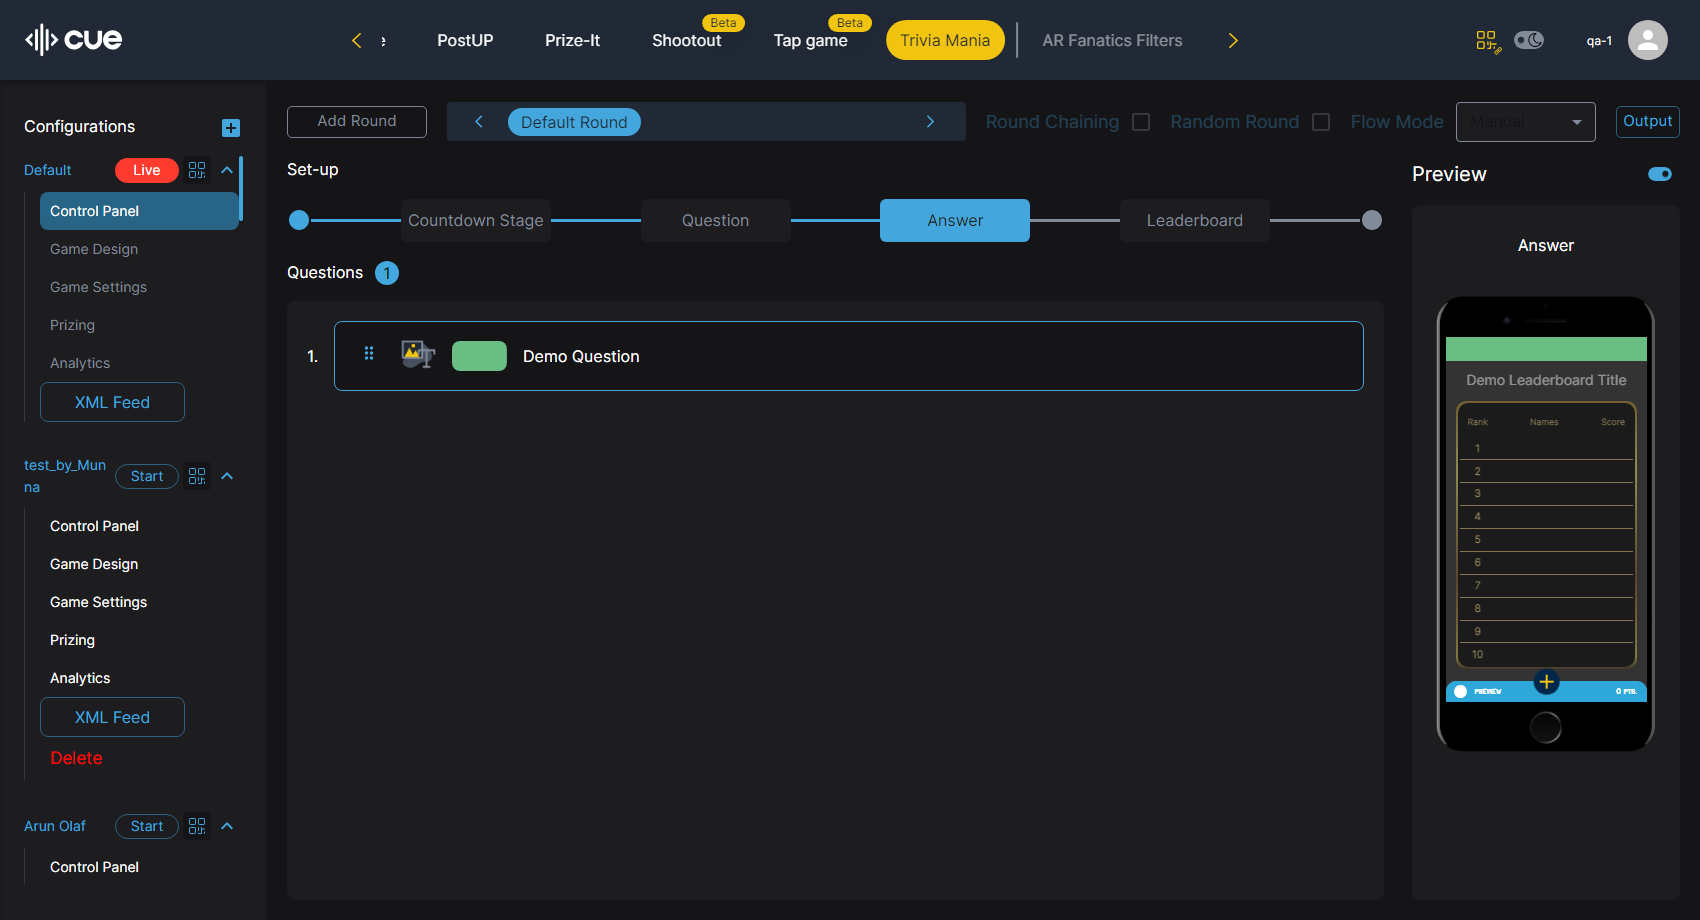 cue
e
PostUP
Prize-It
Shootout
Beta
Tap game
Beta
Trivia Mania
AR Fanatics Filters
qa-1
Configurations
Default
Live
Control Panel
Game Design
Game Settings
Prizing
Analytics
XML Feed
test_by_Mun
na
Start
Control Panel
Game Design
Game Settings
Prizing
Analytics
XML Feed
Delete
Arun Olaf
Start
Control Panel
Add Round
Default Round
Round Chaining
Random Round
Flow Mode
Manual
Output
Set-up
Countdown Stage
Question
Answer
Leaderboard
Questions 1
1. Demo Question
Preview
Answer
Demo Leaderboard Title
Rank Names Score
1
2
3
4
5
6
7
8
9
10
PREVIEW
0 PTS.